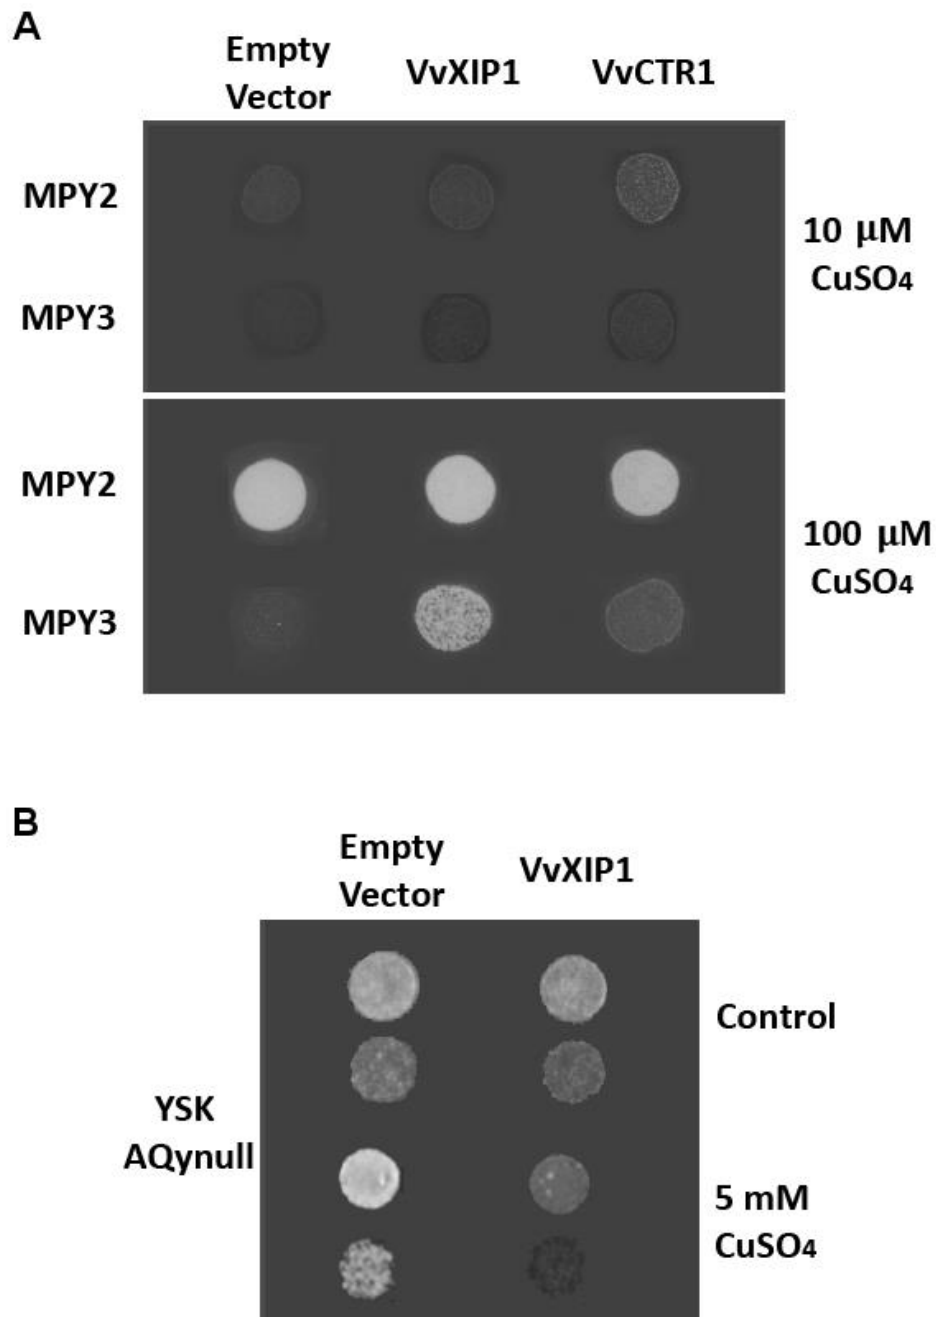 A
Empty
Vector
VvXIP1
VvCTR1
MPY2
10 µM
CuSO4
MPY3
MPY2
100 µM
CuSO4
MPY3
B
Empty
Vector
VvXIP1
Control
YSK
AQynull
5 mM
CuSO4